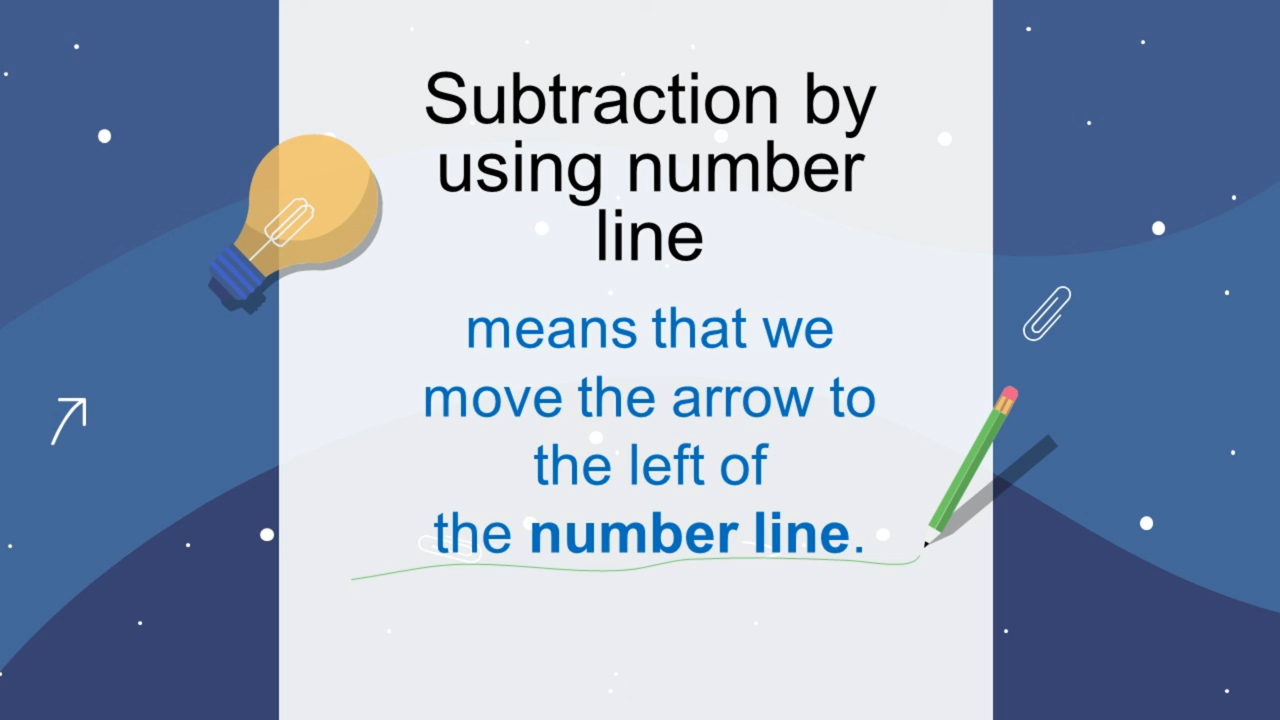 Subtraction by
using number
line
means that we
move the arrow to
the left of
the number line.